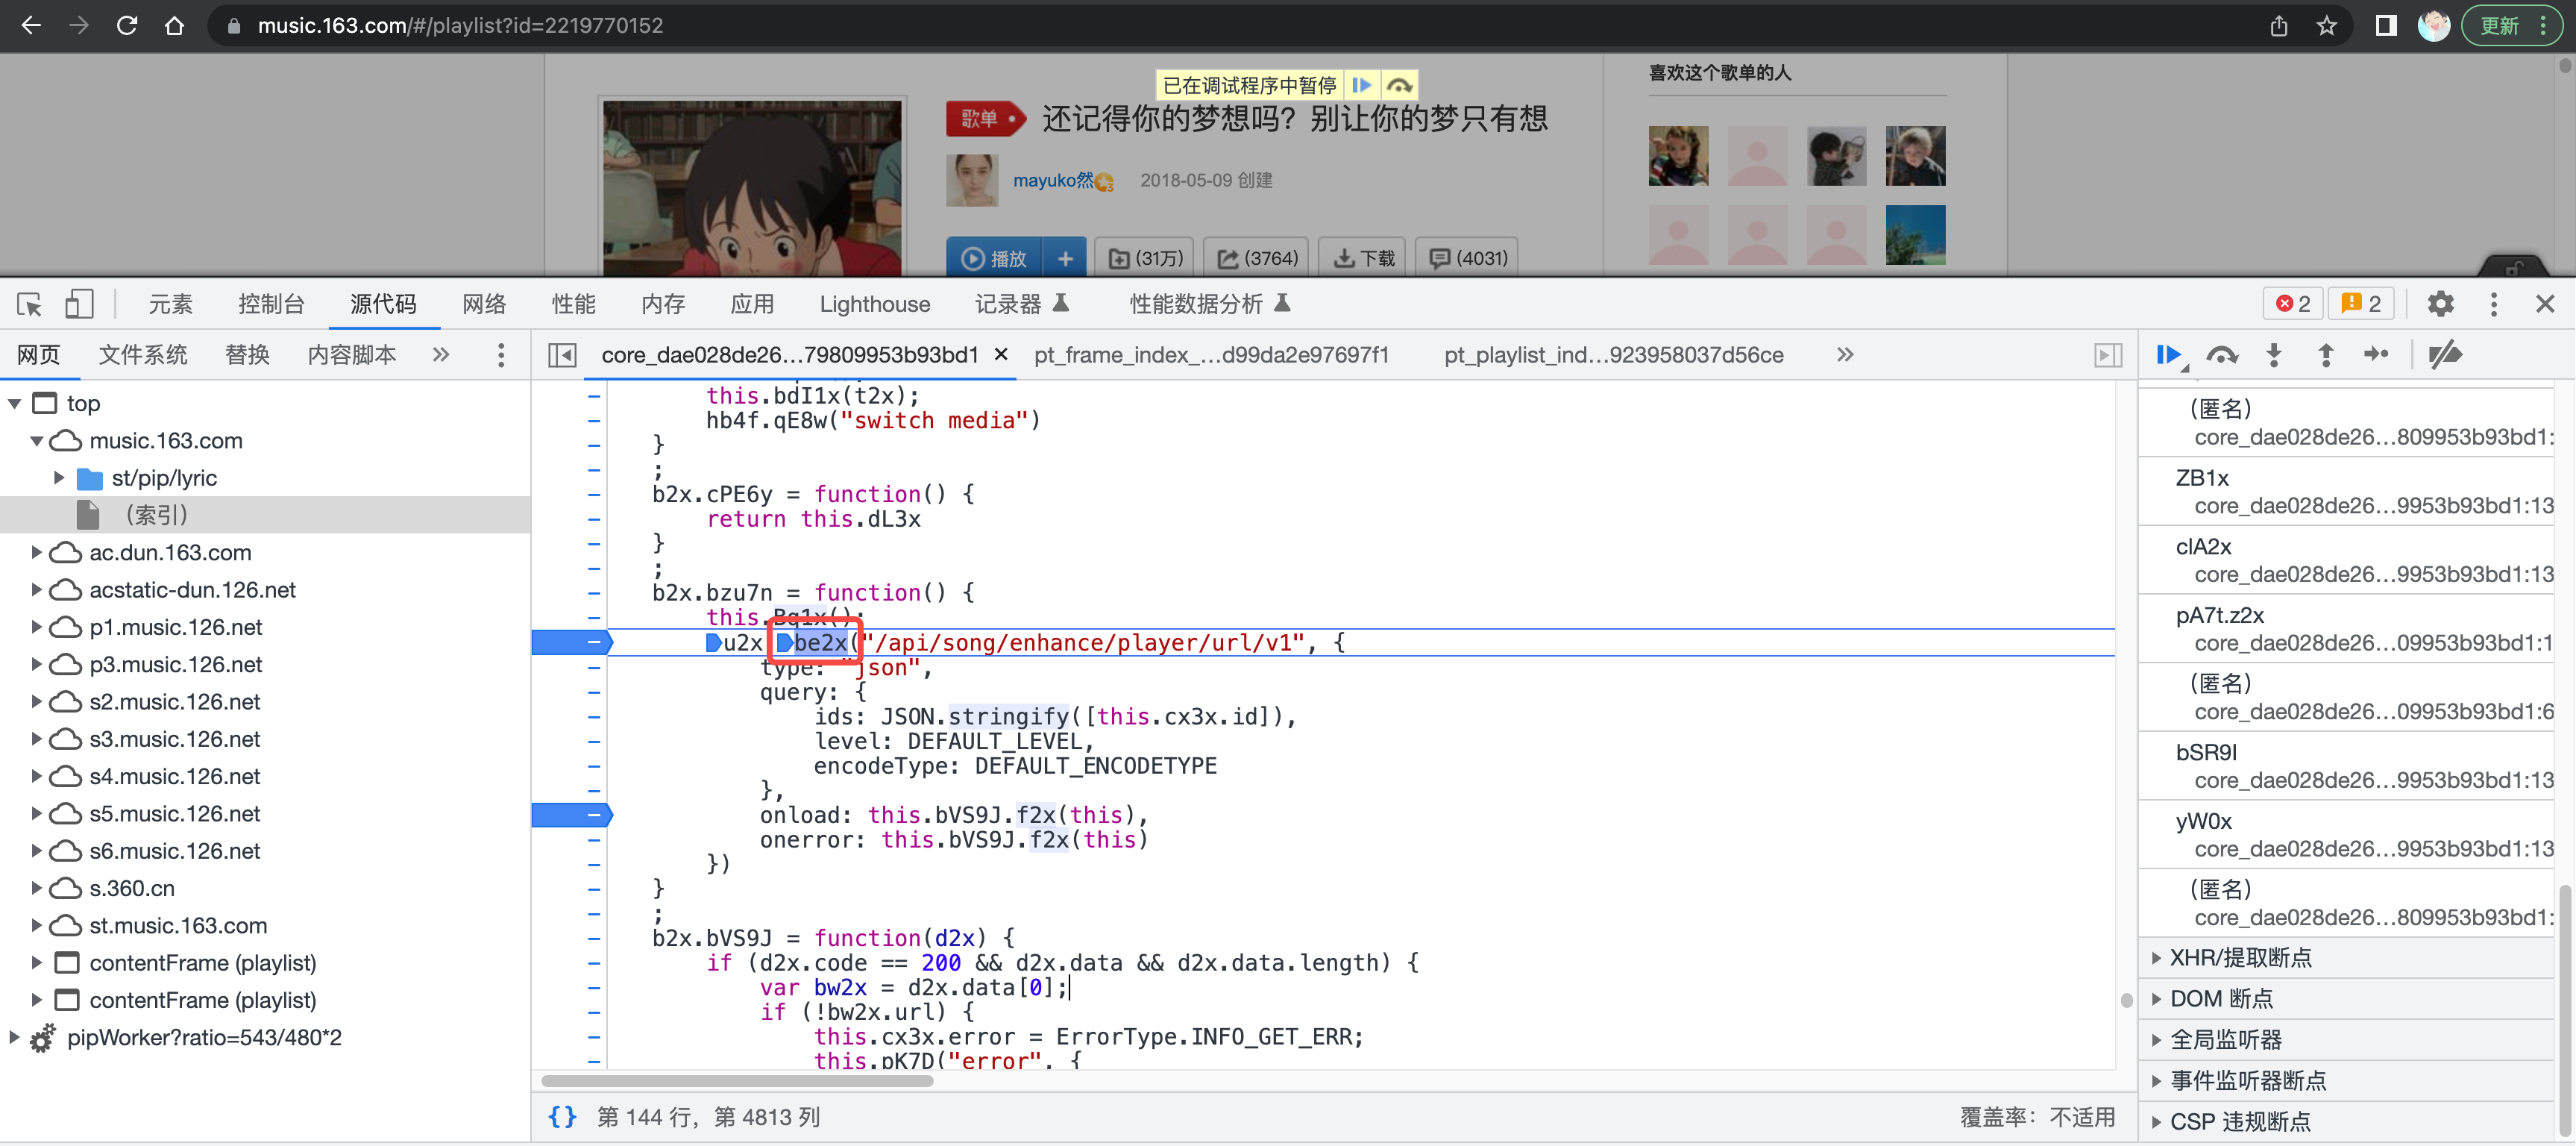 music.163.com/#/playlist?id=2219770152
更新
已在调试程序中暂停
喜欢这个歌单的人
歌单
还记得你的梦想吗？别让你的梦只有想
mayuko然
2018-05-09 创建
播放
(31万)
(3764)
下载
(4031)
元素 控制台 源代码 网络 性能 内存 应用 Lighthouse 记录器 性能数据分析
2
2
网页 文件系统 替换 内容脚本 »
core_dae028de26...79809953b93bd1 ×
pt_frame_index_...d99da2e97697f1
pt_playlist_ind...923958037d56ce
»
top
music.163.com
st/pip/lyric
（索引）
ac.dun.163.com
acstatic-dun.126.net
p1.music.126.net
p3.music.126.net
s2.music.126.net
s3.music.126.net
s4.music.126.net
s5.music.126.net
s6.music.126.net
s.360.cn
st.music.163.com
contentFrame (playlist)
contentFrame (playlist)
pipWorker?ratio=543/480*2
this.bdI1x(t2x);
hb4f.qE8w("switch media")
}
;
b2x.cPE6y = function() {
return this.dL3x
}
;
b2x.bzu7n = function() {
this.Bq1x();
u2x be2x("/api/song/enhance/player/url/v1", {
type: "json",
query: {
ids: JSON.stringify([this.cx3x.id]),
level: DEFAULT_LEVEL,
encodeType: DEFAULT_ENCODETYPE
},
onload: this.bVS9J.f2x(this),
onerror: this.bVS9J.f2x(this)
})
}
;
b2x.bVS9J = function(d2x) {
if (d2x.code == 200 && d2x.data && d2x.data.length) {
var bw2x = d2x.data[0];
if (!bw2x.url) {
this.cx3x.error = ErrorType.INFO_GET_ERR;
this.pK7D("error", {
{} 第 144 行，第 4813 列
覆盖率：不适用
（匿名）
core_dae028de26...809953b93bd1:
ZB1x
core_dae028de26...9953b93bd1:13
clA2x
core_dae028de26...9953b93bd1:13
pA7t.z2x
core_dae028de26...09953b93bd1:1
（匿名）
core_dae028de26...09953b93bd1:6
bSR9I
core_dae028de26...9953b93bd1:13
yW0x
core_dae028de26...9953b93bd1:13
（匿名）
core_dae028de26...809953b93bd1:
XHR/提取断点
DOM 断点
全局监听器
事件监听器断点
CSP 违规断点